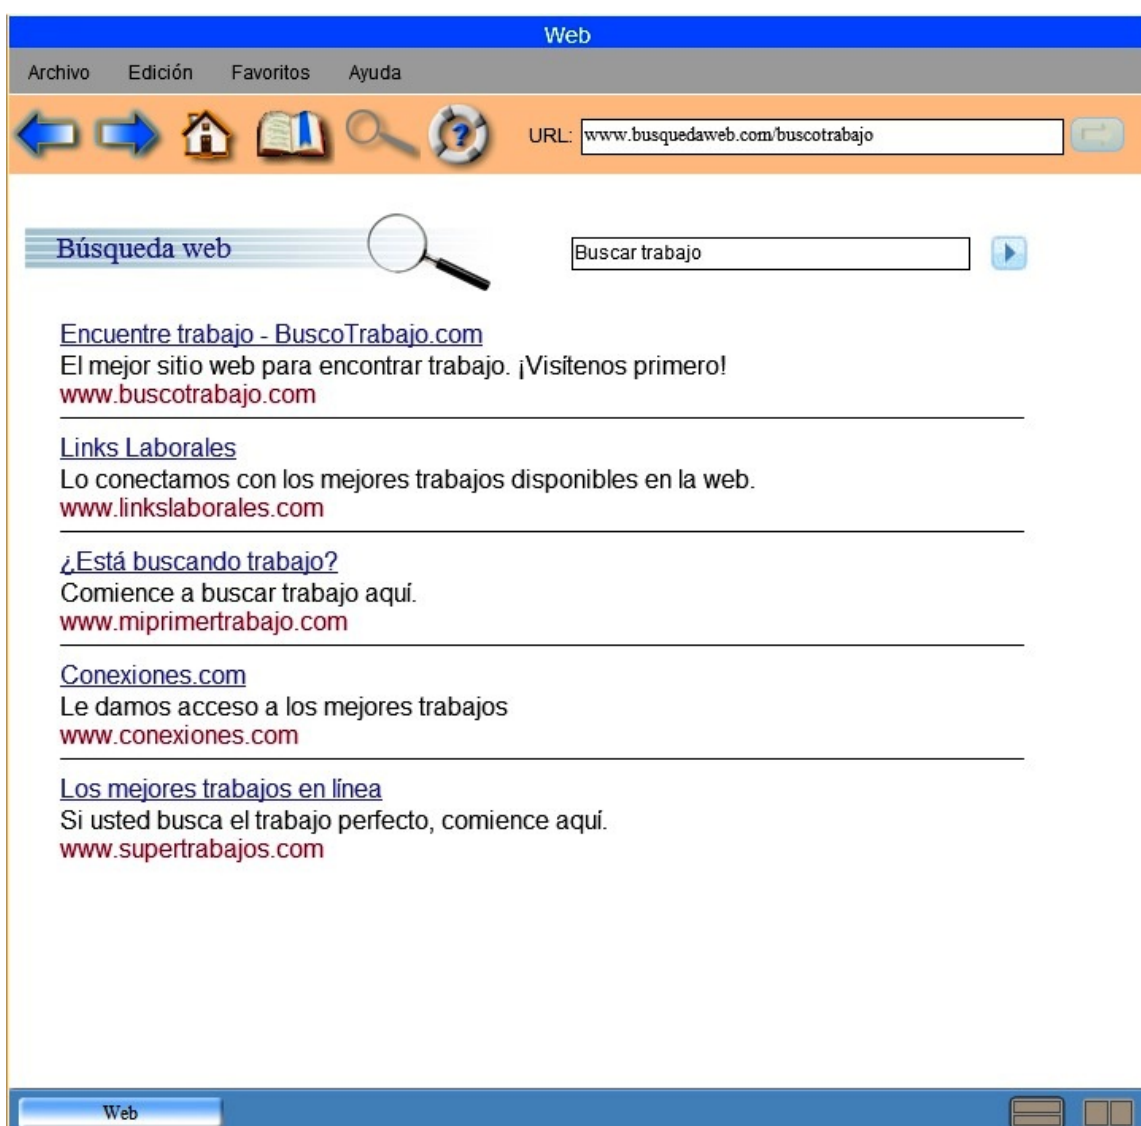 Web
Archivo Edición Favoritos Ayuda
? URL: www.busquedaweb.com/buscotrabajo
Búsqueda web
Buscar trabajo
Encuentre trabajo - BuscoTrabajo.com
El mejor sitio web para encontrar trabajo. ¡Visítenos primero!
www.buscotrabajo.com
Links Laborales
Lo conectamos con los mejores trabajos disponibles en la web.
www.linkslaborales.com
¿Está buscando trabajo?
Comience a buscar trabajo aquí.
www.miprimertrabajo.com
Conexiones.com
Le damos acceso a los mejores trabajos
www.conexiones.com
Los mejores trabajos en línea
Si usted busca el trabajo perfecto, comience aquí.
www.supertrabajos.com
Web